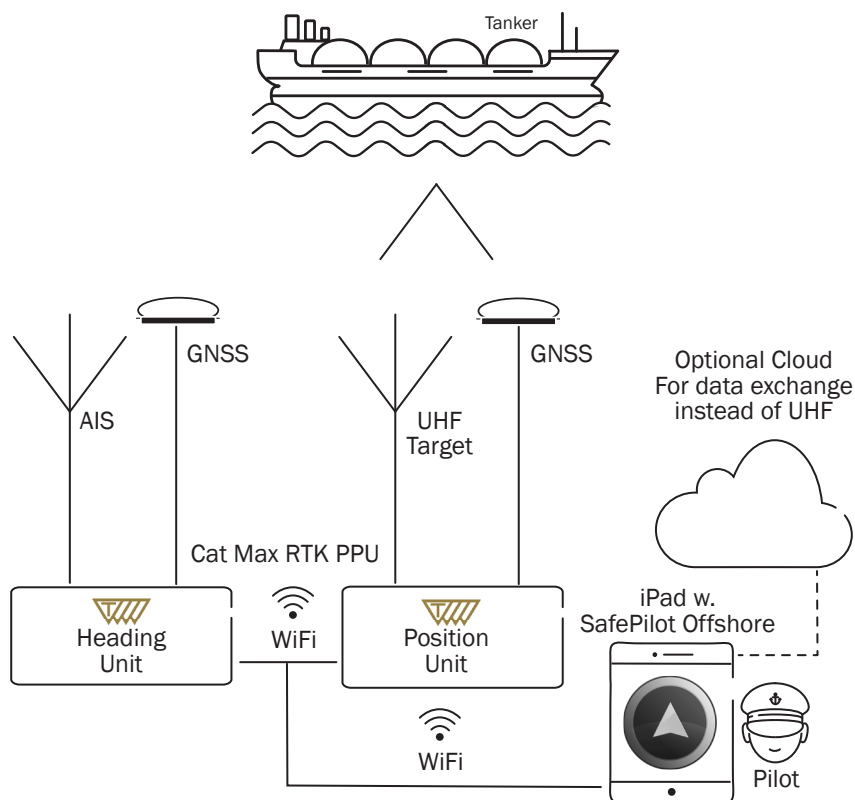 Tanker
GNSS
GNSS
Optional Cloud
For data exchange
instead of UHF
AIS
UHF
Target
Cat Max RTK PPU
WiFi
iPad w.
SafePilot Offshore
T
Heading
Unit
T
Position
Unit
WiFi
Pilot